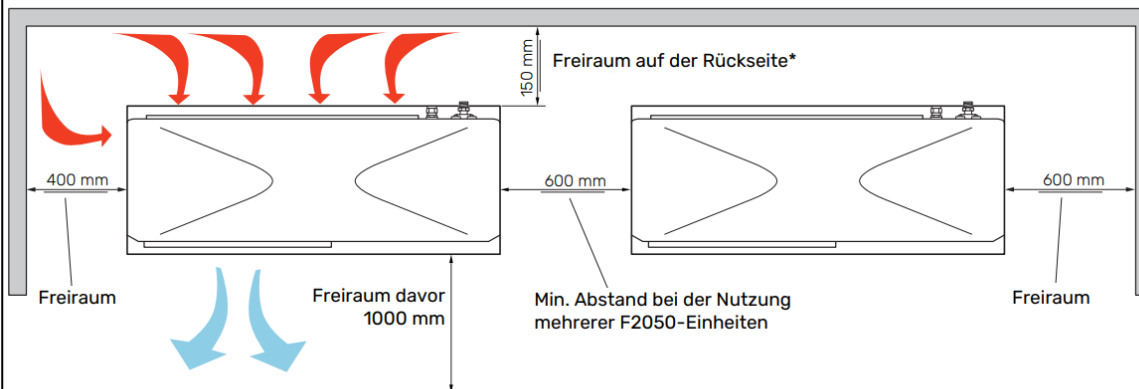 150 mm
Freiraum auf der Rückseite*
400 mm
600 mm
600 mm
Freiraum
Freiraum davor
1000 mm
Min. Abstand bei der Nutzung
mehrerer F2050-Einheiten
Freiraum